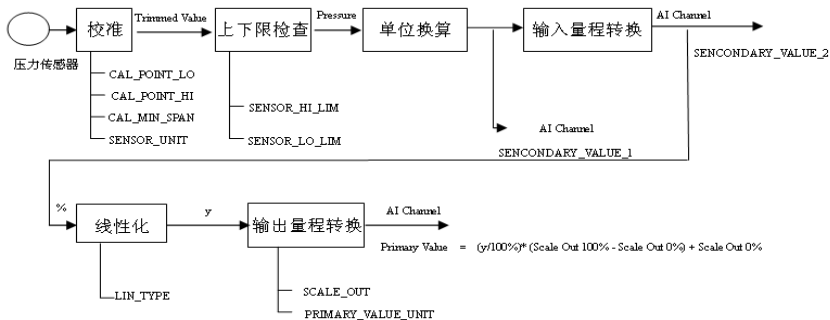 压力传感器
校准
Trimmed Value
上下限检查
Pressure
单位换算
输入量程转换
AI Channel
SENCONDARY_VALUE_2
CAL_POINT_LO
CAL_POINT_HI
CAL_MIN_SPAN
SENSOR_UNIT
SENSOR_HI_LIM
SENSOR_LO_LIM
AI Channel
SENCONDARY_VALUE_1
%
线性化
y
输出量程转换
AI Channel
Primary Value = (y/100%)* (Scale Out 100% - Scale Out 0%) + Scale Out 0%
LIN_TYPE
SCALE_OUT
PRIMARY_VALUE_UNIT